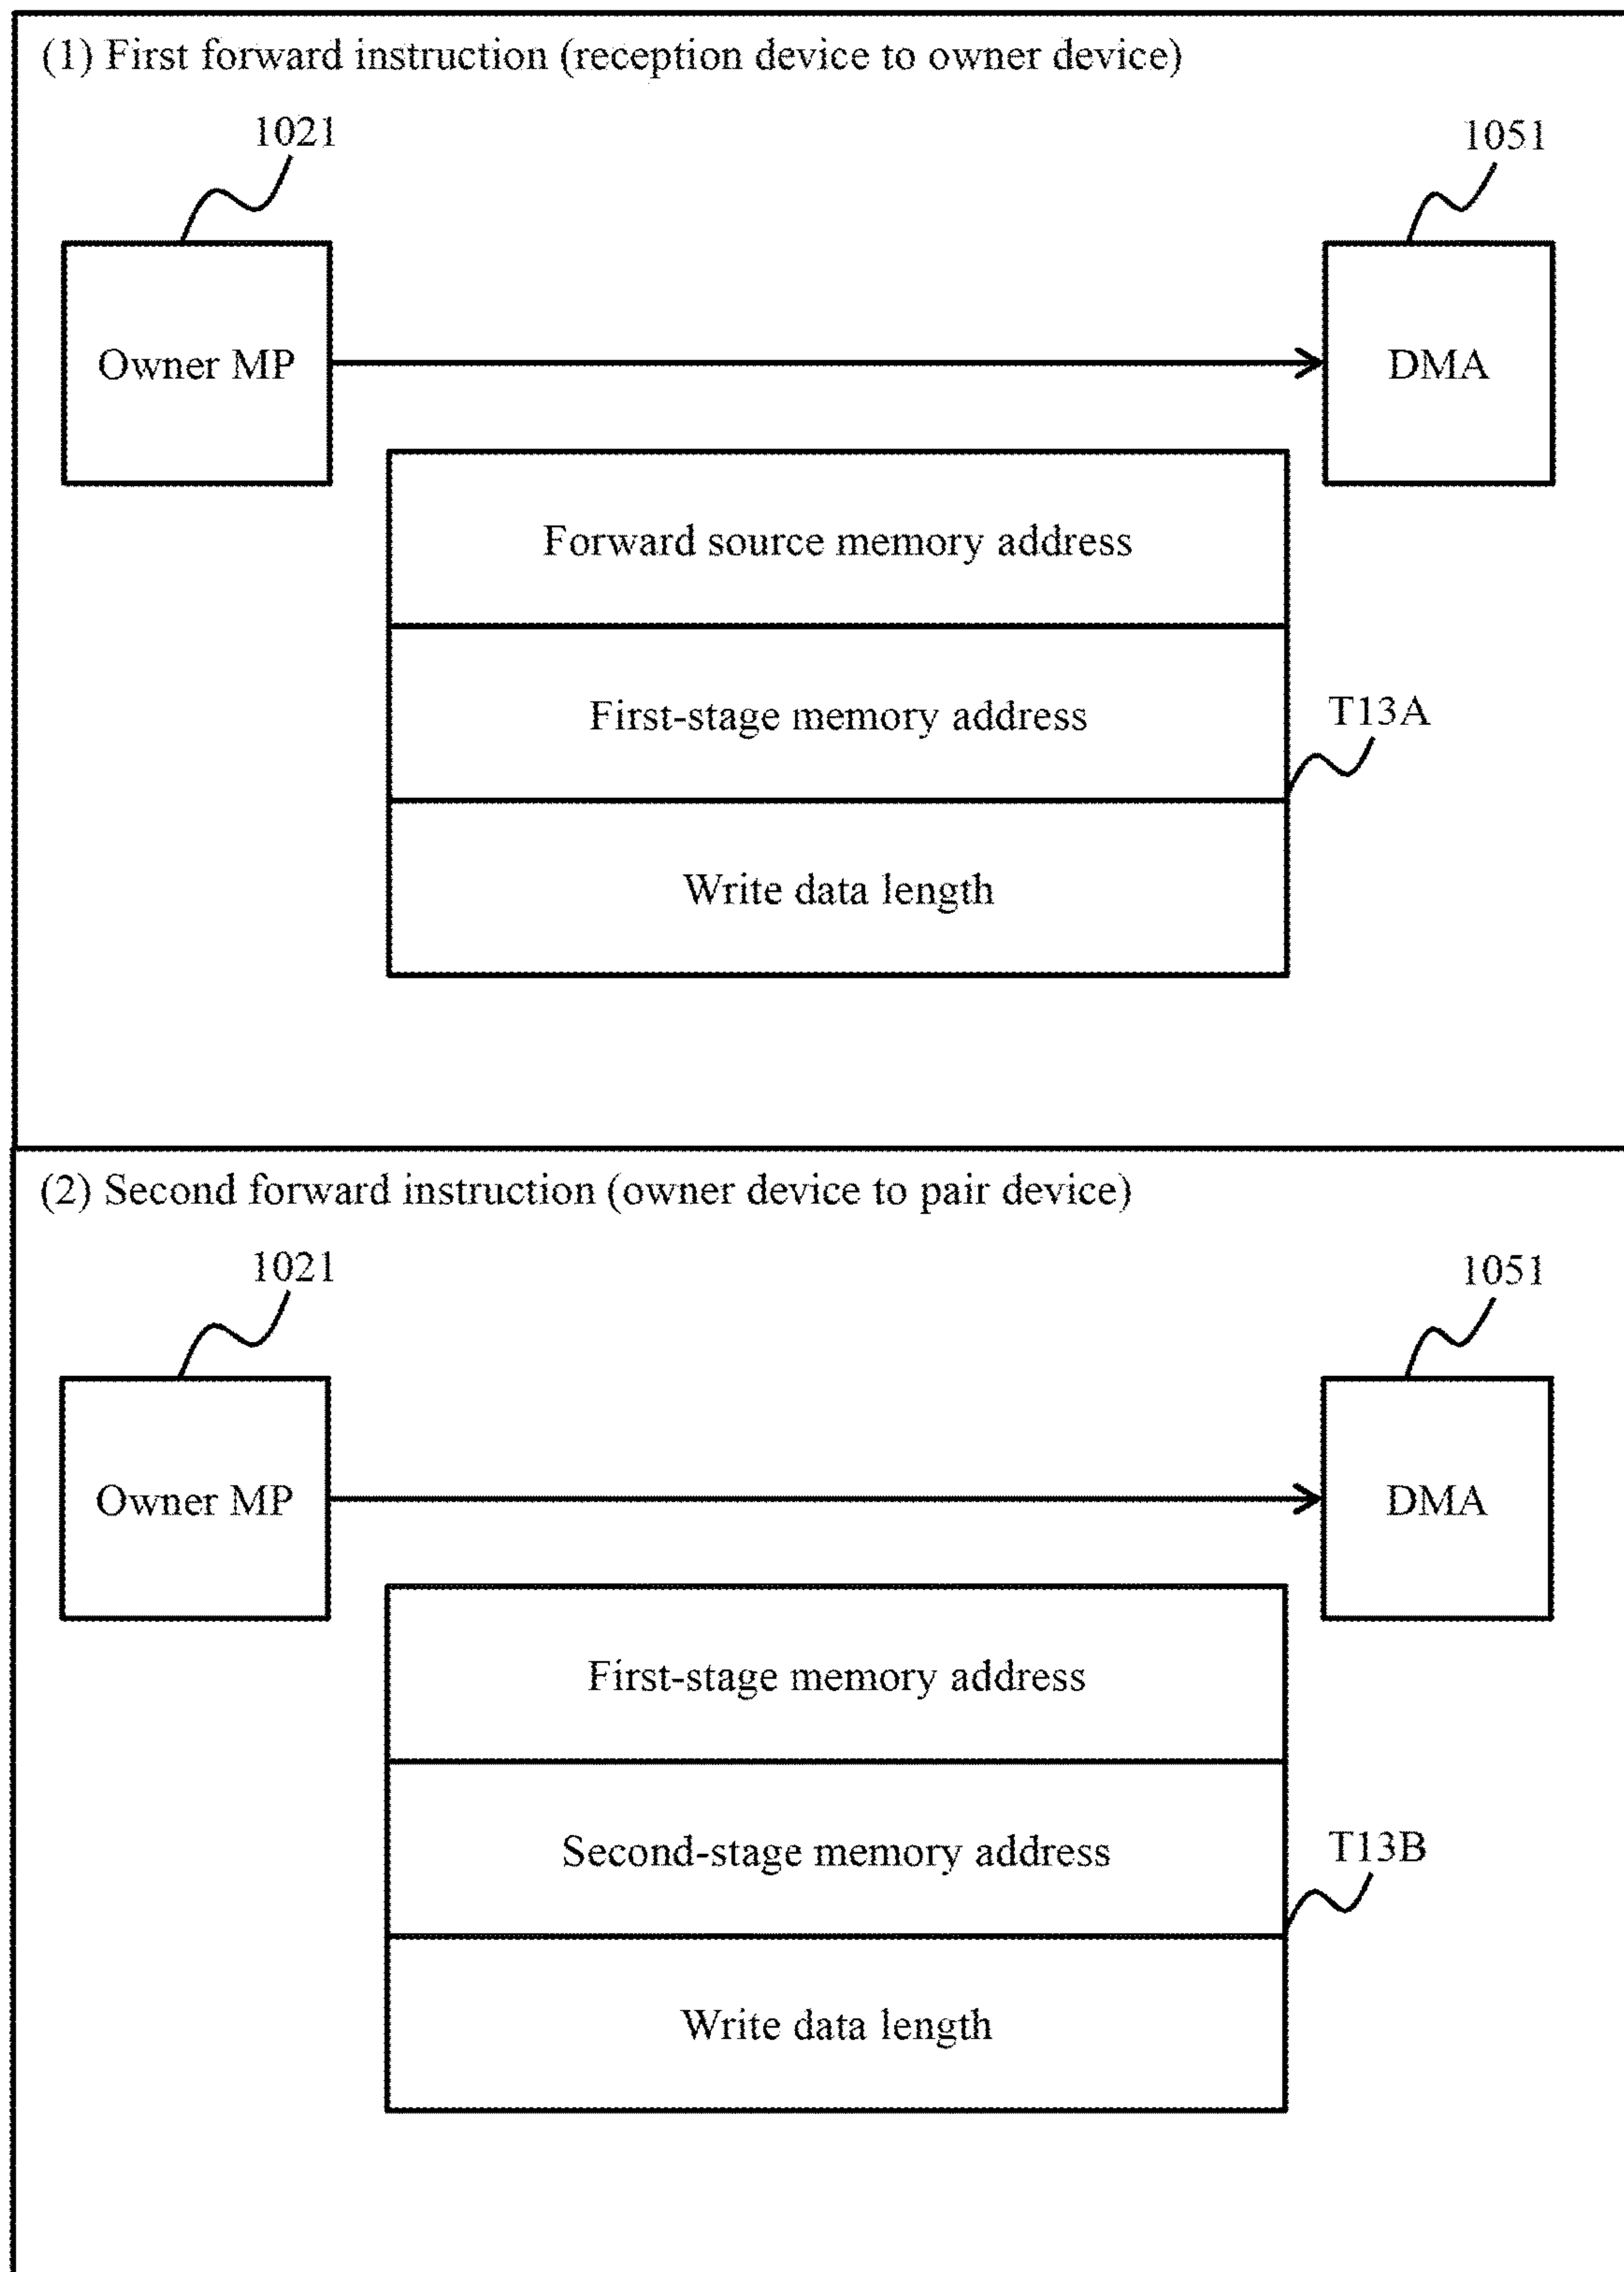 (1) First forward instruction (reception device to owner device)
1021
1051
Owner MP
DMA
Forward source memory address
First-stage memory address
T13A
Write data length
(2) Second forward instruction (owner device to pair device)
1021
1051
Owner MP
DMA
First-stage memory address
Second-stage memory address
T13B
Write data length